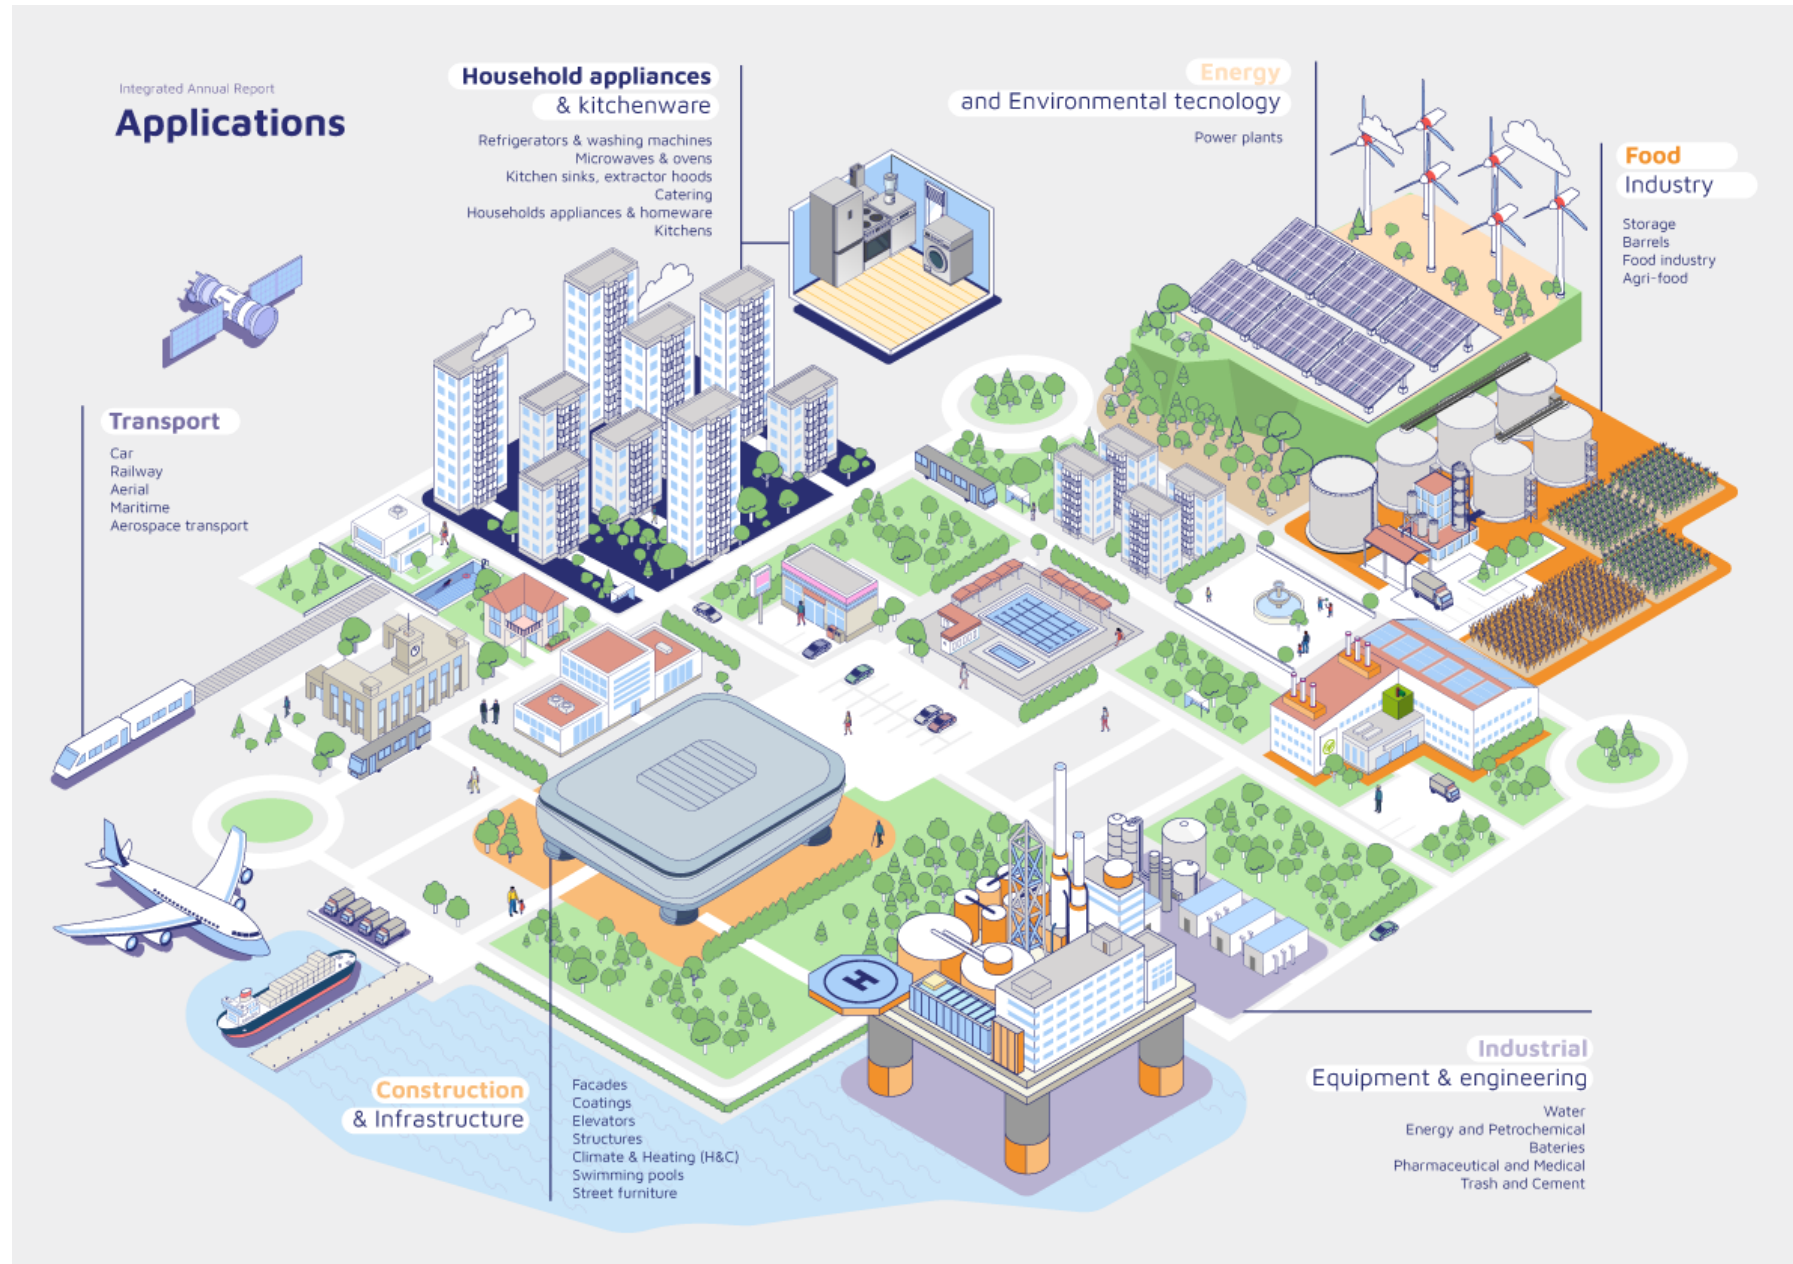 Integrated Annual Report
Applications
Household appliances
& kitchenware
Refrigerators & washing machines
Microwaves & ovens
Kitchen sinks, extractor hoods
Catering
Households appliances & homeware
Kitchens
Energy
and Environmental tecnology
Power plants
Food
Industry
Storage
Barrels
Food industry
Agri-food
Transport
Car
Railway
Aerial
Maritime
Aerospace transport
H
Construction
& Infrastructure
Facades
Coatings
Elevators
Structures
Climate & Heating (H&C)
Swimming pools
Street furniture
Industrial
Equipment & engineering
Water
Energy and Petrochemical
Bateries
Pharmaceutical and Medical
Trash and Cement